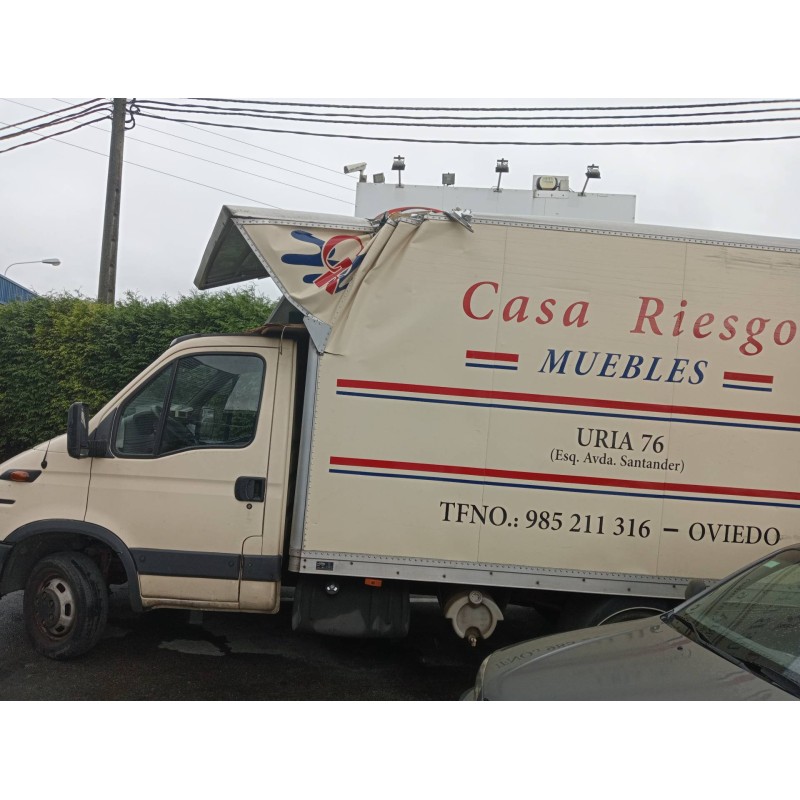 Casa Riesgo
MUEBLES
URIA 76
(Esq. Avda. Santander)
TFNO.: 985 211 316 – OVIEDO